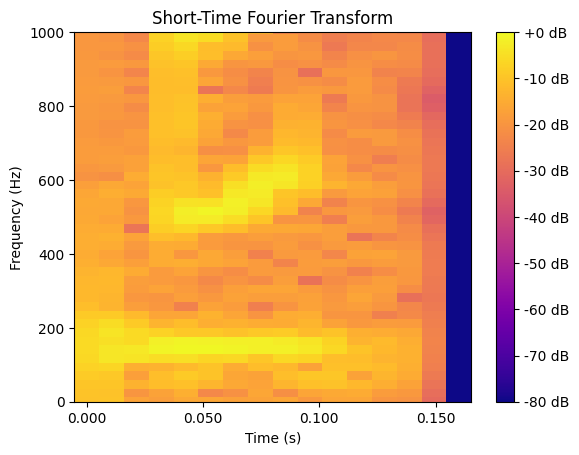 Short-Time Fourier Transform
1000
800
600
400
200
0
Frequency (Hz)
0.000
0.050
0.100
0.150
Time (s)
+0 dB
-10 dB
-20 dB
-30 dB
-40 dB
-50 dB
-60 dB
-70 dB
-80 dB